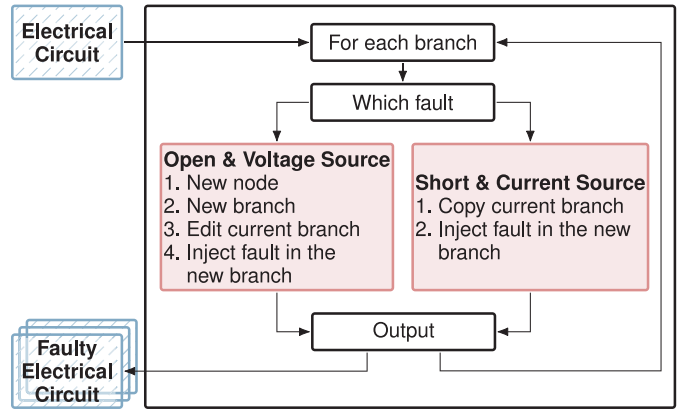 Electrical
Circuit
For each branch
Which fault
Open & Voltage Source
1. New node
2. New branch
3. Edit current branch
4. Inject fault in the
new branch
Short & Current Source
1. Copy current branch
2. Inject fault in the new
branch
Output
Faulty
Electrical
Circuit